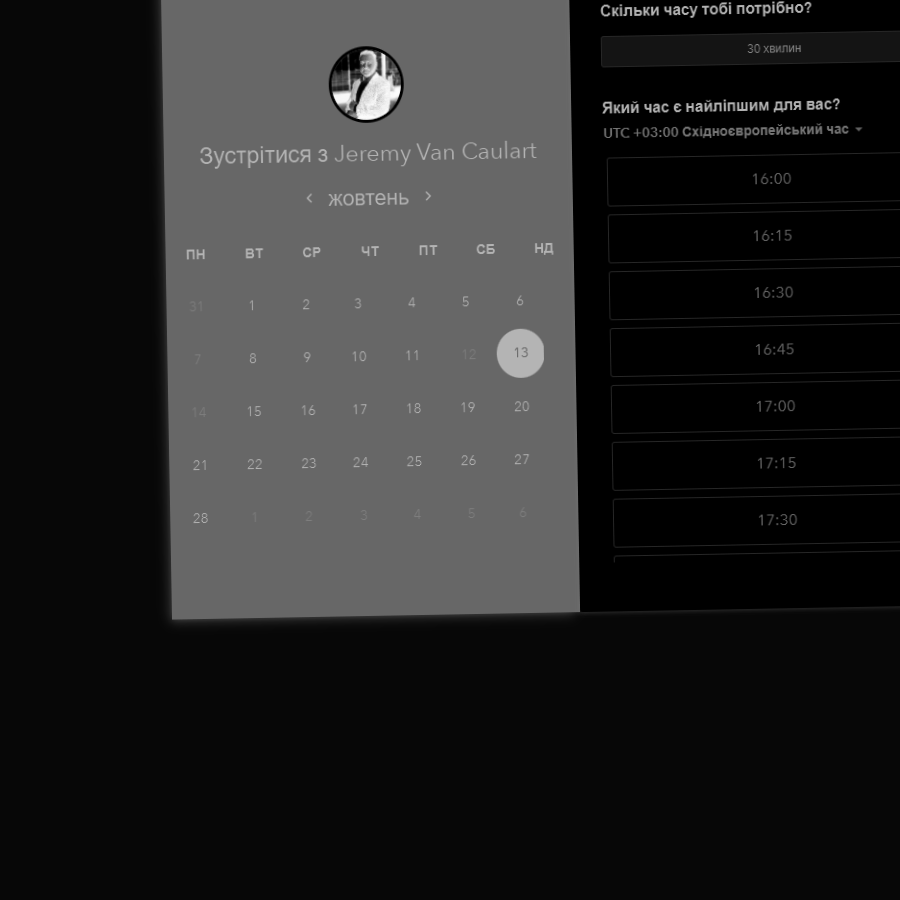 Зустрітися з Jeremy Van Caulart
жовтень
ПН ВТ СР ЧТ ПТ СБ НД
31 1 2 3 4 5 6
7 8 9 10 11 12 13
14 15 16 17 18 19 20
21 22 23 24 25 26 27
28 1 2 3 4 5 6
Скільки часу тобі потрібно?
30 хвилин
Який час є найліпшим для вас?
UTC +03:00 Східноєвропейський час
16:00
16:15
16:30
16:45
17:00
17:15
17:30